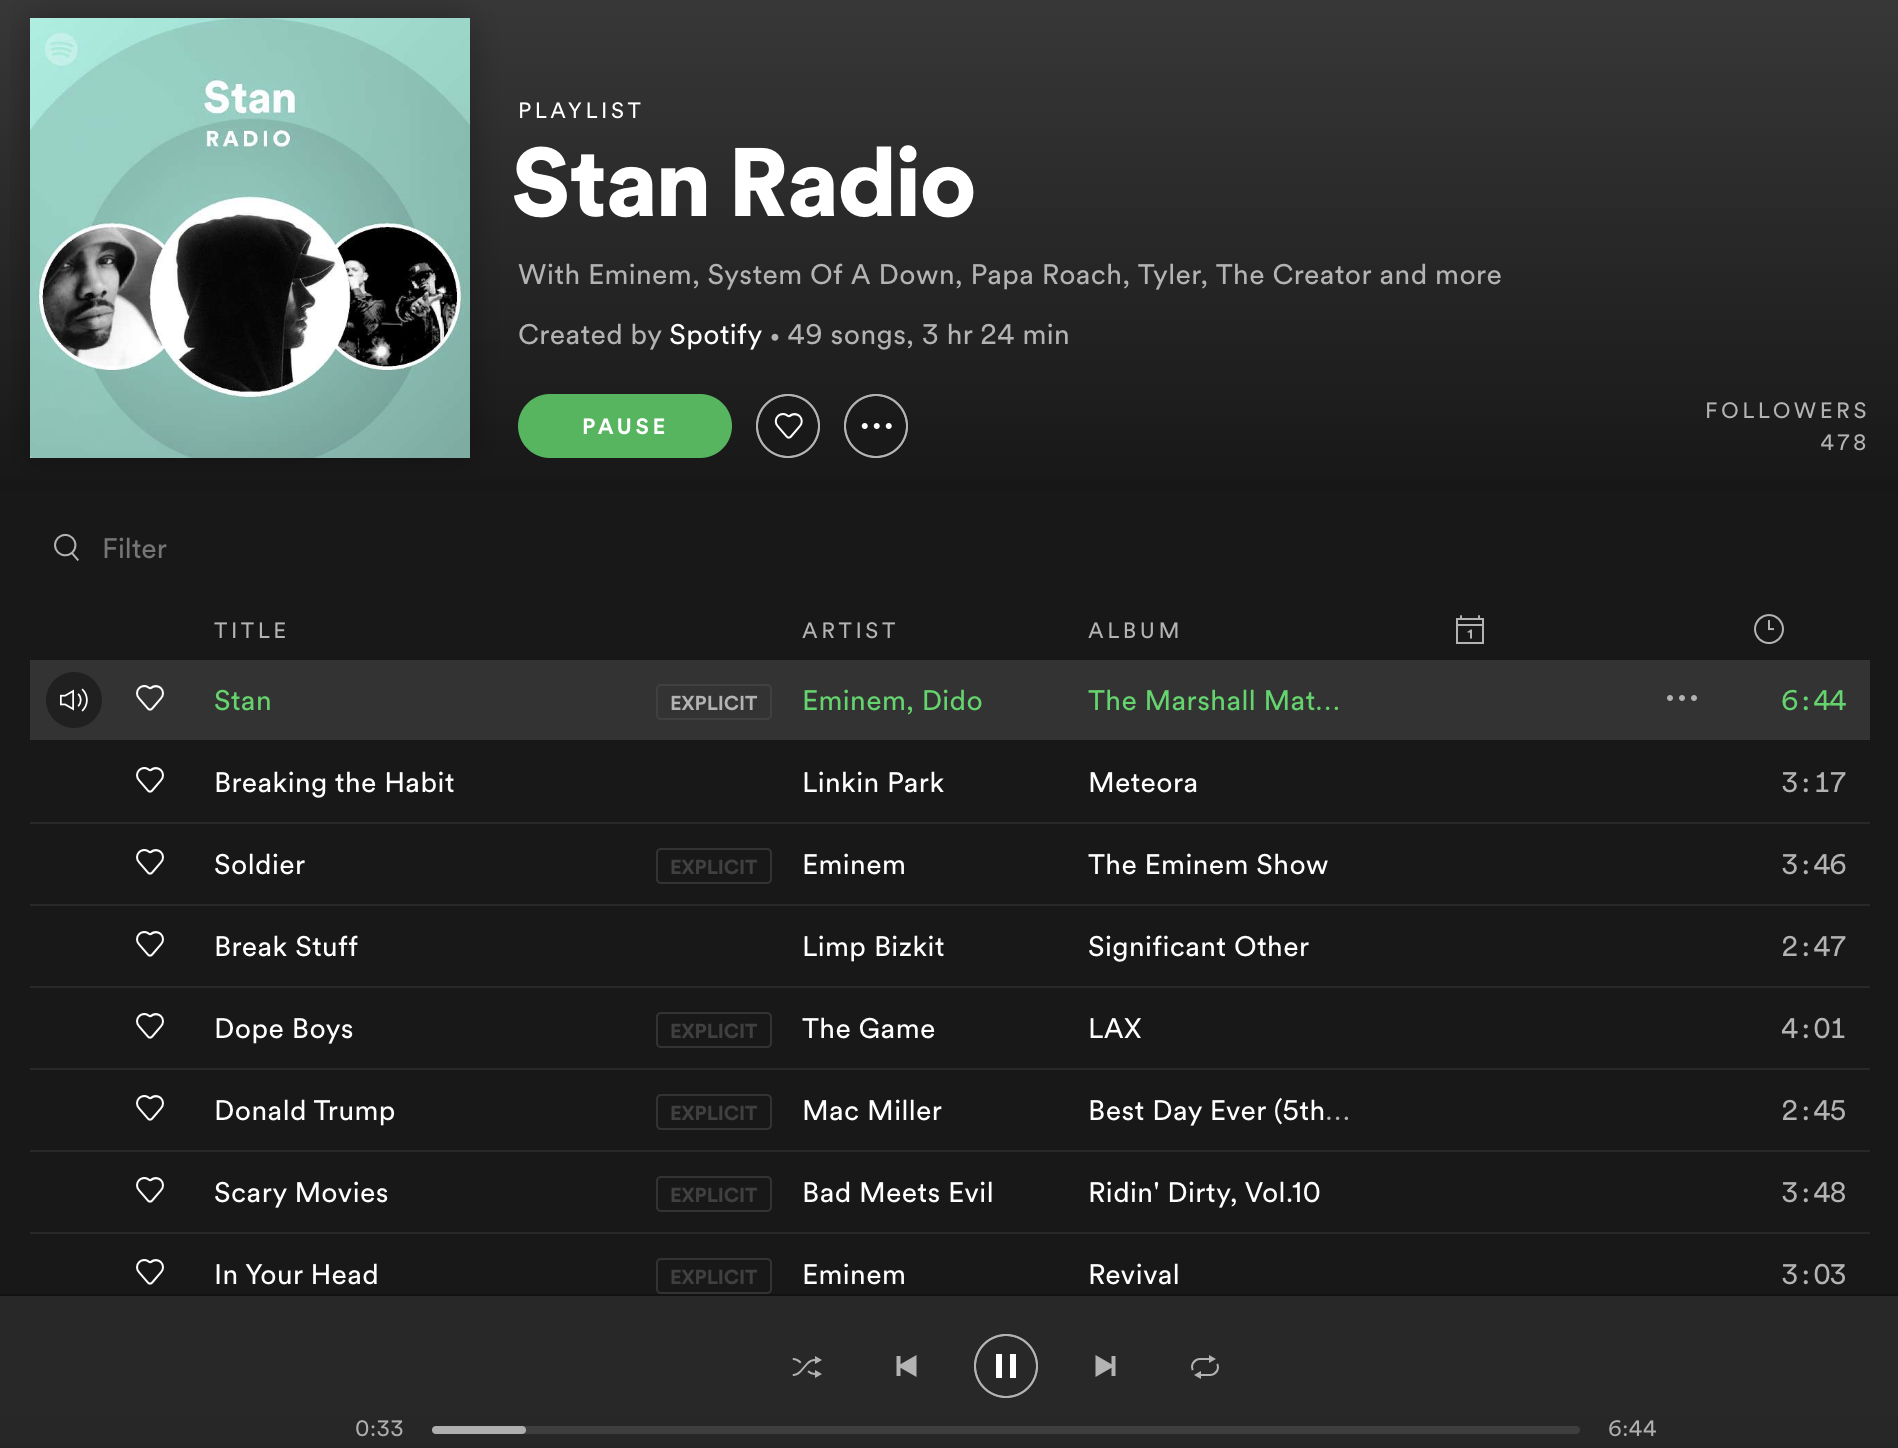 Stan
RADIO
PLAYLIST
Stan Radio
With Eminem, System Of A Down, Papa Roach, Tyler, The Creator and more
Created by Spotify • 49 songs, 3 hr 24 min
PAUSE
FOLLOWERS
478
Filter
TITLE ARTIST ALBUM 1
Stan EXPLICIT Eminem, Dido The Marshall Mat... 6:44
Breaking the Habit Linkin Park Meteora 3:17
Soldier EXPLICIT Eminem The Eminem Show 3:46
Break Stuff Limp Bizkit Significant Other 2:47
Dope Boys EXPLICIT The Game LAX 4:01
Donald Trump EXPLICIT Mac Miller Best Day Ever (5th... 2:45
Scary Movies EXPLICIT Bad Meets Evil Ridin' Dirty, Vol.10 3:48
In Your Head EXPLICIT Eminem Revival 3:03
0:33 6:44